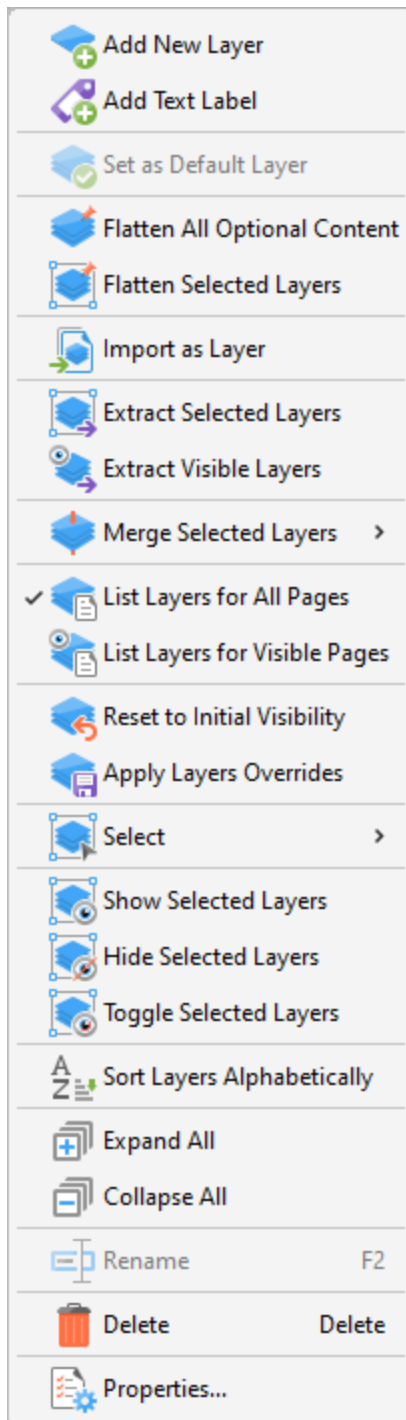 Add New Layer
Add Text Label
Set as Default Layer
Flatten All Optional Content
Flatten Selected Layers
Import as Layer
Extract Selected Layers
Extract Visible Layers
Merge Selected Layers
List Layers for All Pages
List Layers for Visible Pages
Reset to Initial Visibility
Apply Layers Overrides
Select
Show Selected Layers
Hide Selected Layers
Toggle Selected Layers
A Z Sort Layers Alphabetically
Expand All
Collapse All
Rename F2
Delete Delete
Properties...